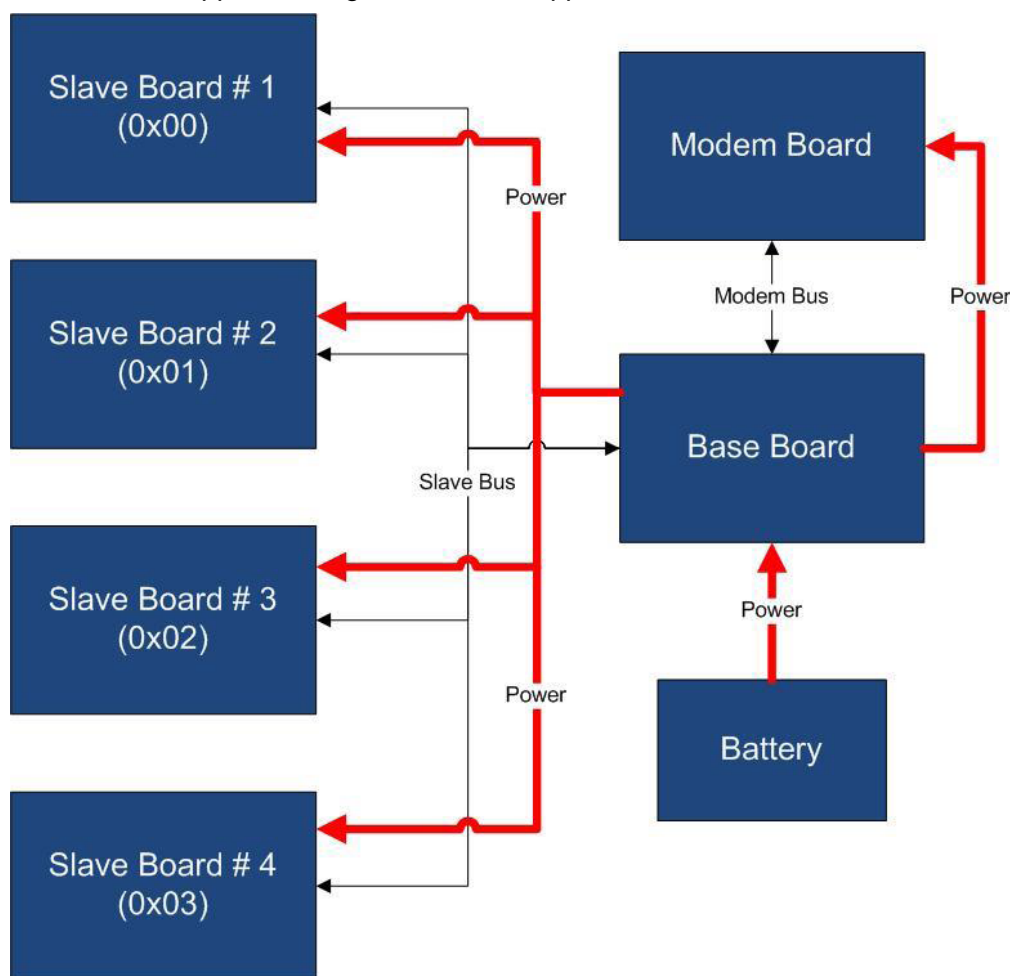 Slave Board # 1
(0x00)
Modem Board
Power
Modem Bus
Power
Slave Board # 2
(0x01)
Base Board
Slave Bus
Slave Board # 3
(0x02)
Power
Power
Battery
Slave Board # 4
(0x03)